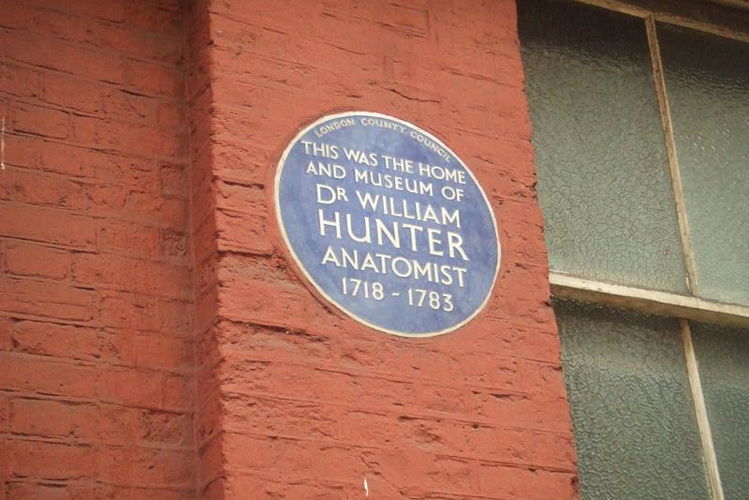 LONDON COUNTY COUNCIL
THIS WAS THE HOME
AND MUSEUM OF
DR WILLIAM
HUNTER
ANATOMIST
1718 - 1783